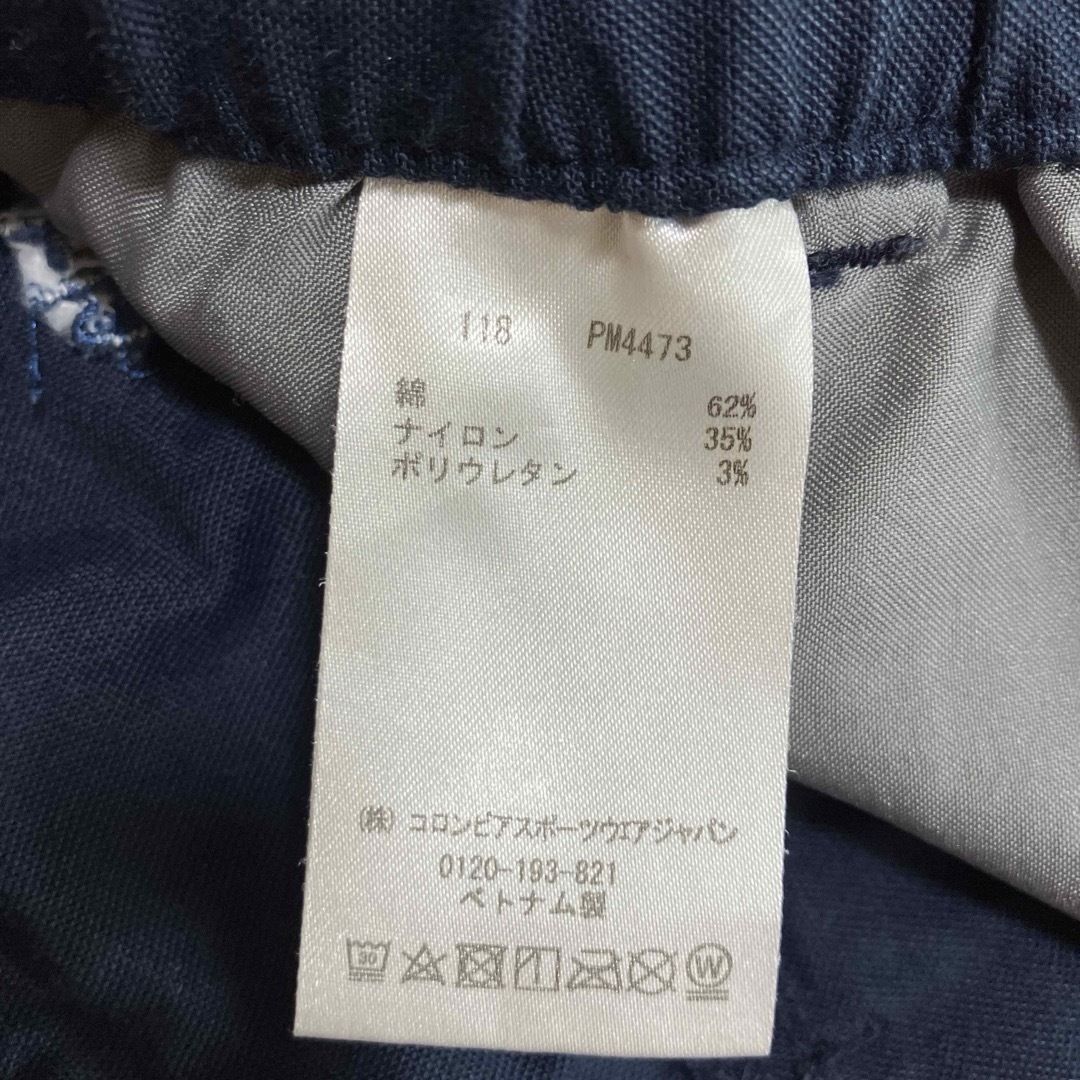 118 PM4473
綿 62%
ナイロン 35%
ポリウレタン 3%
(株) コロンビアスポーツウエアジャパン
0120-193-821
ベトナム製
30 W